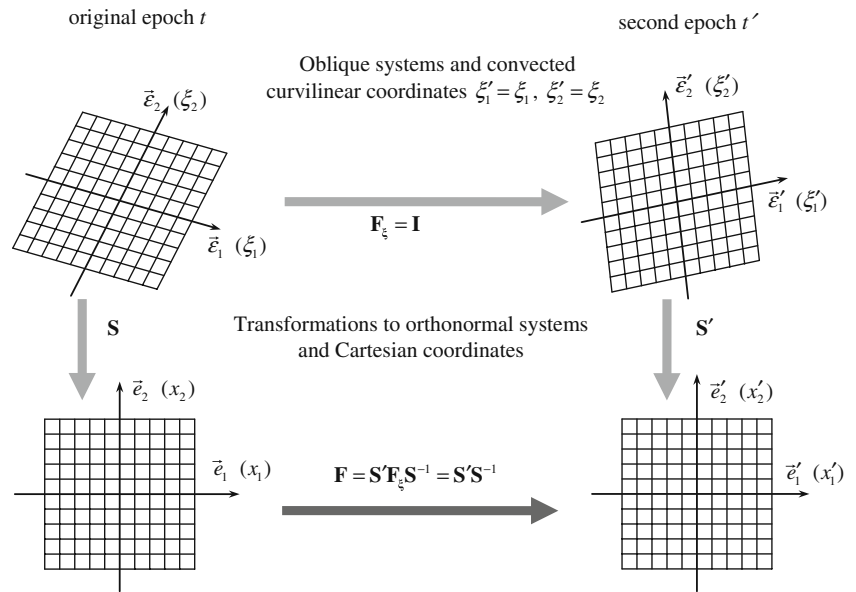 original epoch t
second epoch t′
Oblique systems and convected
curvilinear coordinates ξ′₁ = ξ₁, ξ′₂ = ξ₂
ε⃗₂ (ξ₂)
ε⃗′₂ (ξ′₂)
ε⃗₁ (ξ₁)
F_ξ = I
ε⃗′₁ (ξ′₁)
S
Transformations to orthonormal systems
and Cartesian coordinates
S′
e⃗₂ (x₂)
e⃗′₂ (x′₂)
e⃗₁ (x₁)
F = S′F_ξS⁻¹ = S′S⁻¹
e⃗′₁ (x′₁)